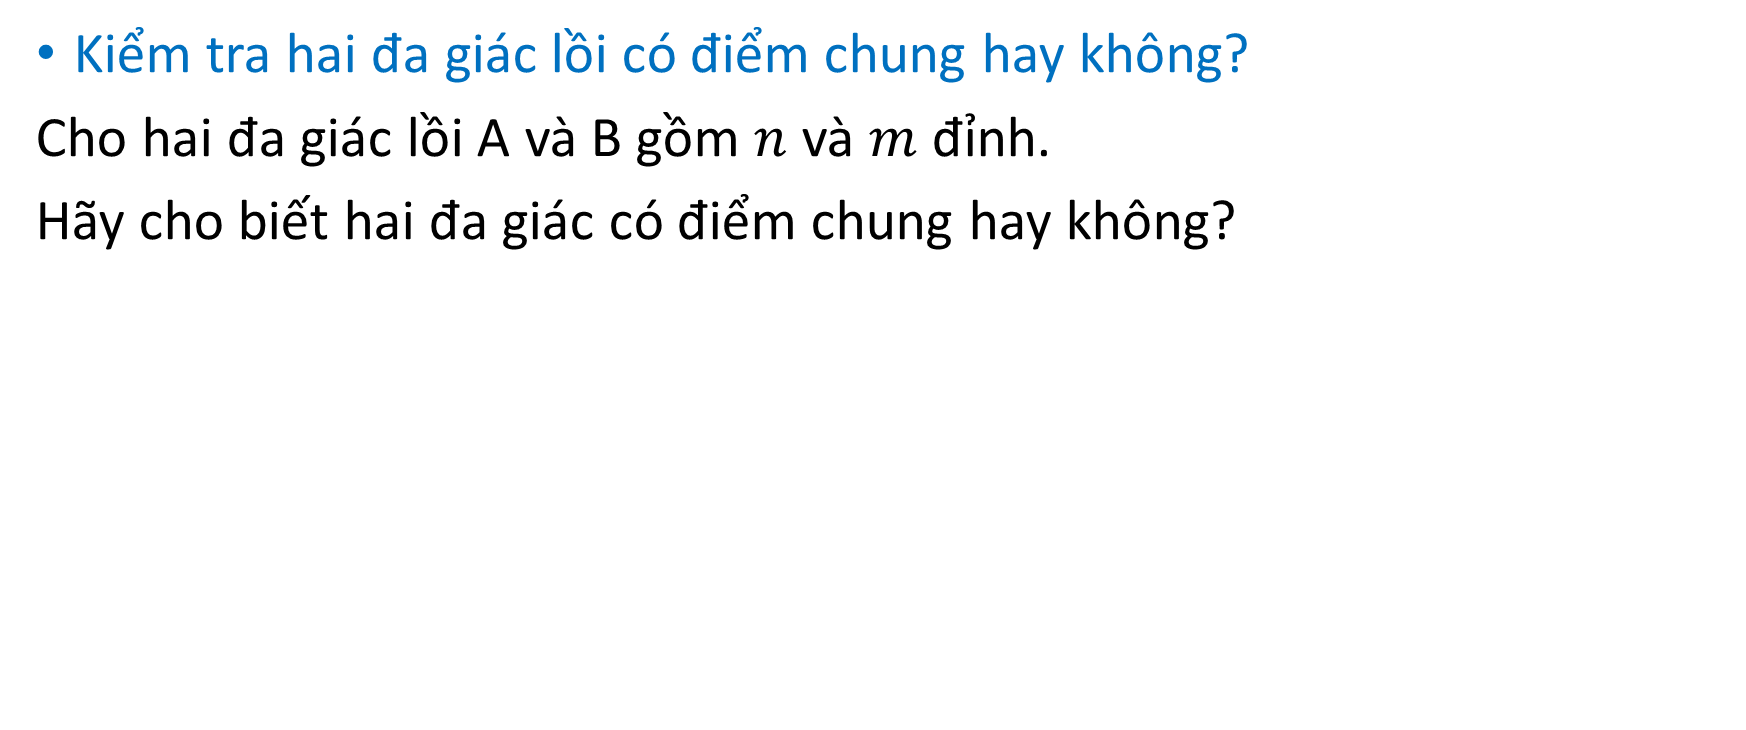 • Kiểm tra hai đa giác lồi có điểm chung hay không?
Cho hai đa giác lồi A và B gồm 𝑛 và 𝑚 đỉnh.
Hãy cho biết hai đa giác có điểm chung hay không?